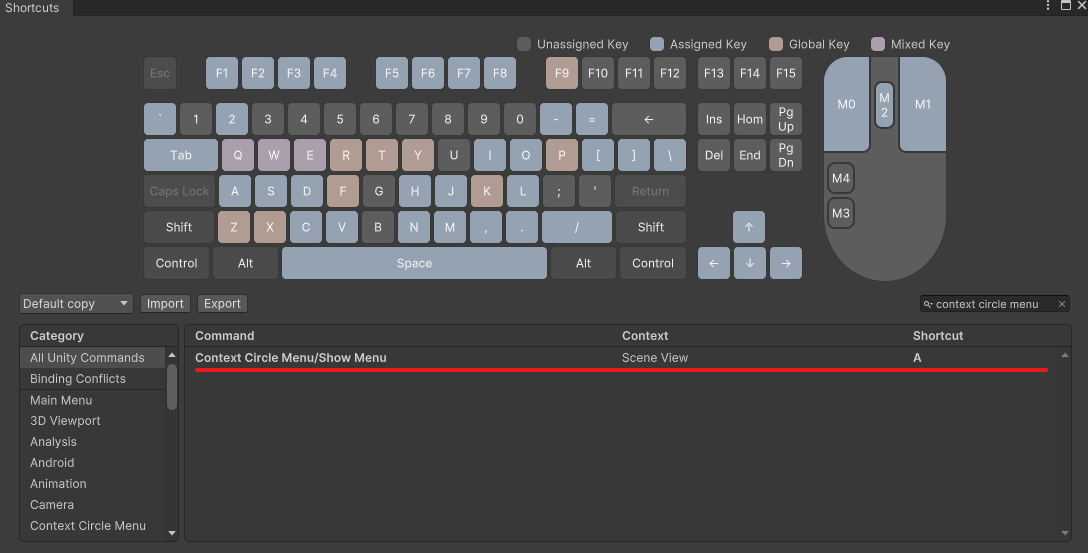 Shortcuts
Unassigned Key Assigned Key Global Key Mixed Key
Esc F1 F2 F3 F4 F5 F6 F7 F8 F9 F10 F11 F12 F13 F14 F15
` 1 2 3 4 5 6 7 8 9 0 - = ← Ins Hom Pg Up
Tab Q W E R T Y U I O P [ ] \ Del End Pg Dn
Caps Lock A S D F G H J K L ; ' Return
Shift Z X C V B N M , . / Shift ↑
Control Alt Space Alt Control ← ↓ →
M0 M2 M1
M4
M3
Default copy Import Export context circle menu
Category
All Unity Commands
Binding Conflicts
Main Menu
3D Viewport
Analysis
Android
Animation
Camera
Context Circle Menu
Command Context Shortcut
Context Circle Menu/Show Menu Scene View A